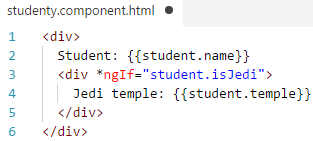 studenty.component.html
1 <div>
2   Student: {{student.name}}
3   <div *ngIf="student.isJedi">
4     Jedi temple: {{student.temple}}
5   </div>
6 </div>